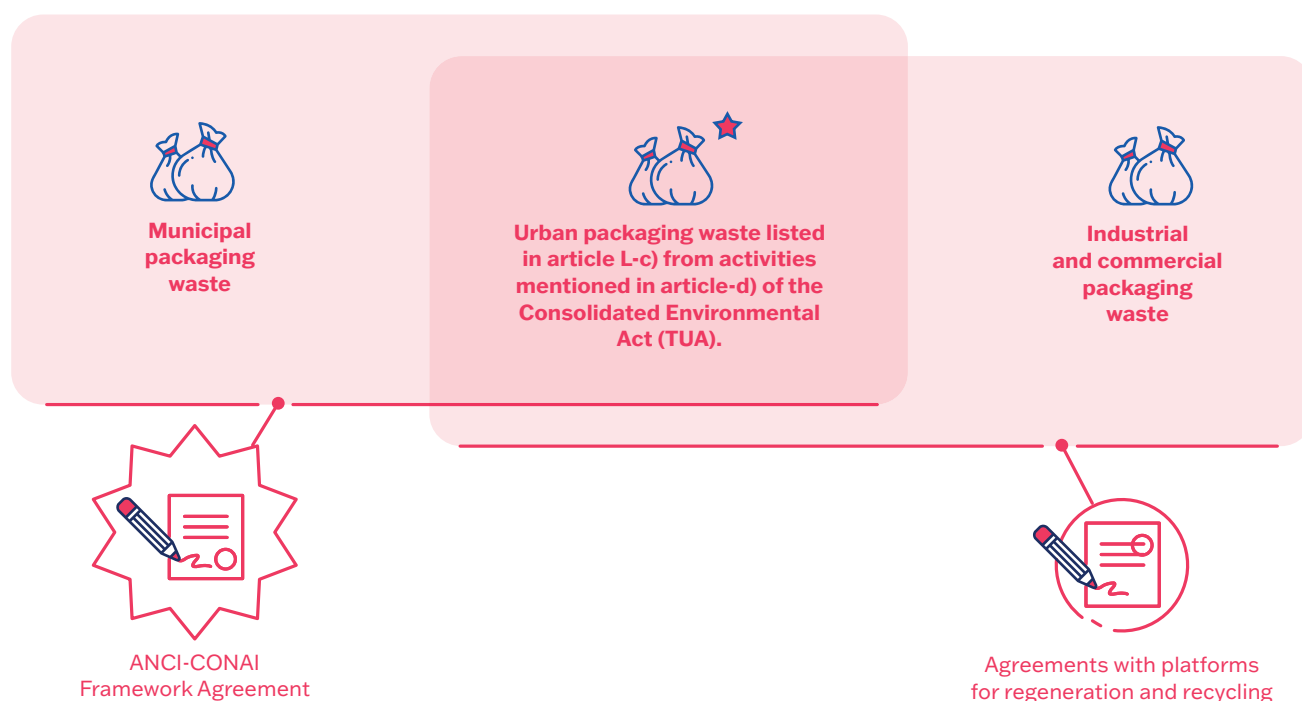 Municipal
packaging
waste
Urban packaging waste listed
in article L-c) from activities
mentioned in article-d) of the
Consolidated Environmental
Act (TUA).
Industrial
and commercial
packaging
waste
ANCI-CONAI
Framework Agreement
Agreements with platforms
for regeneration and recycling